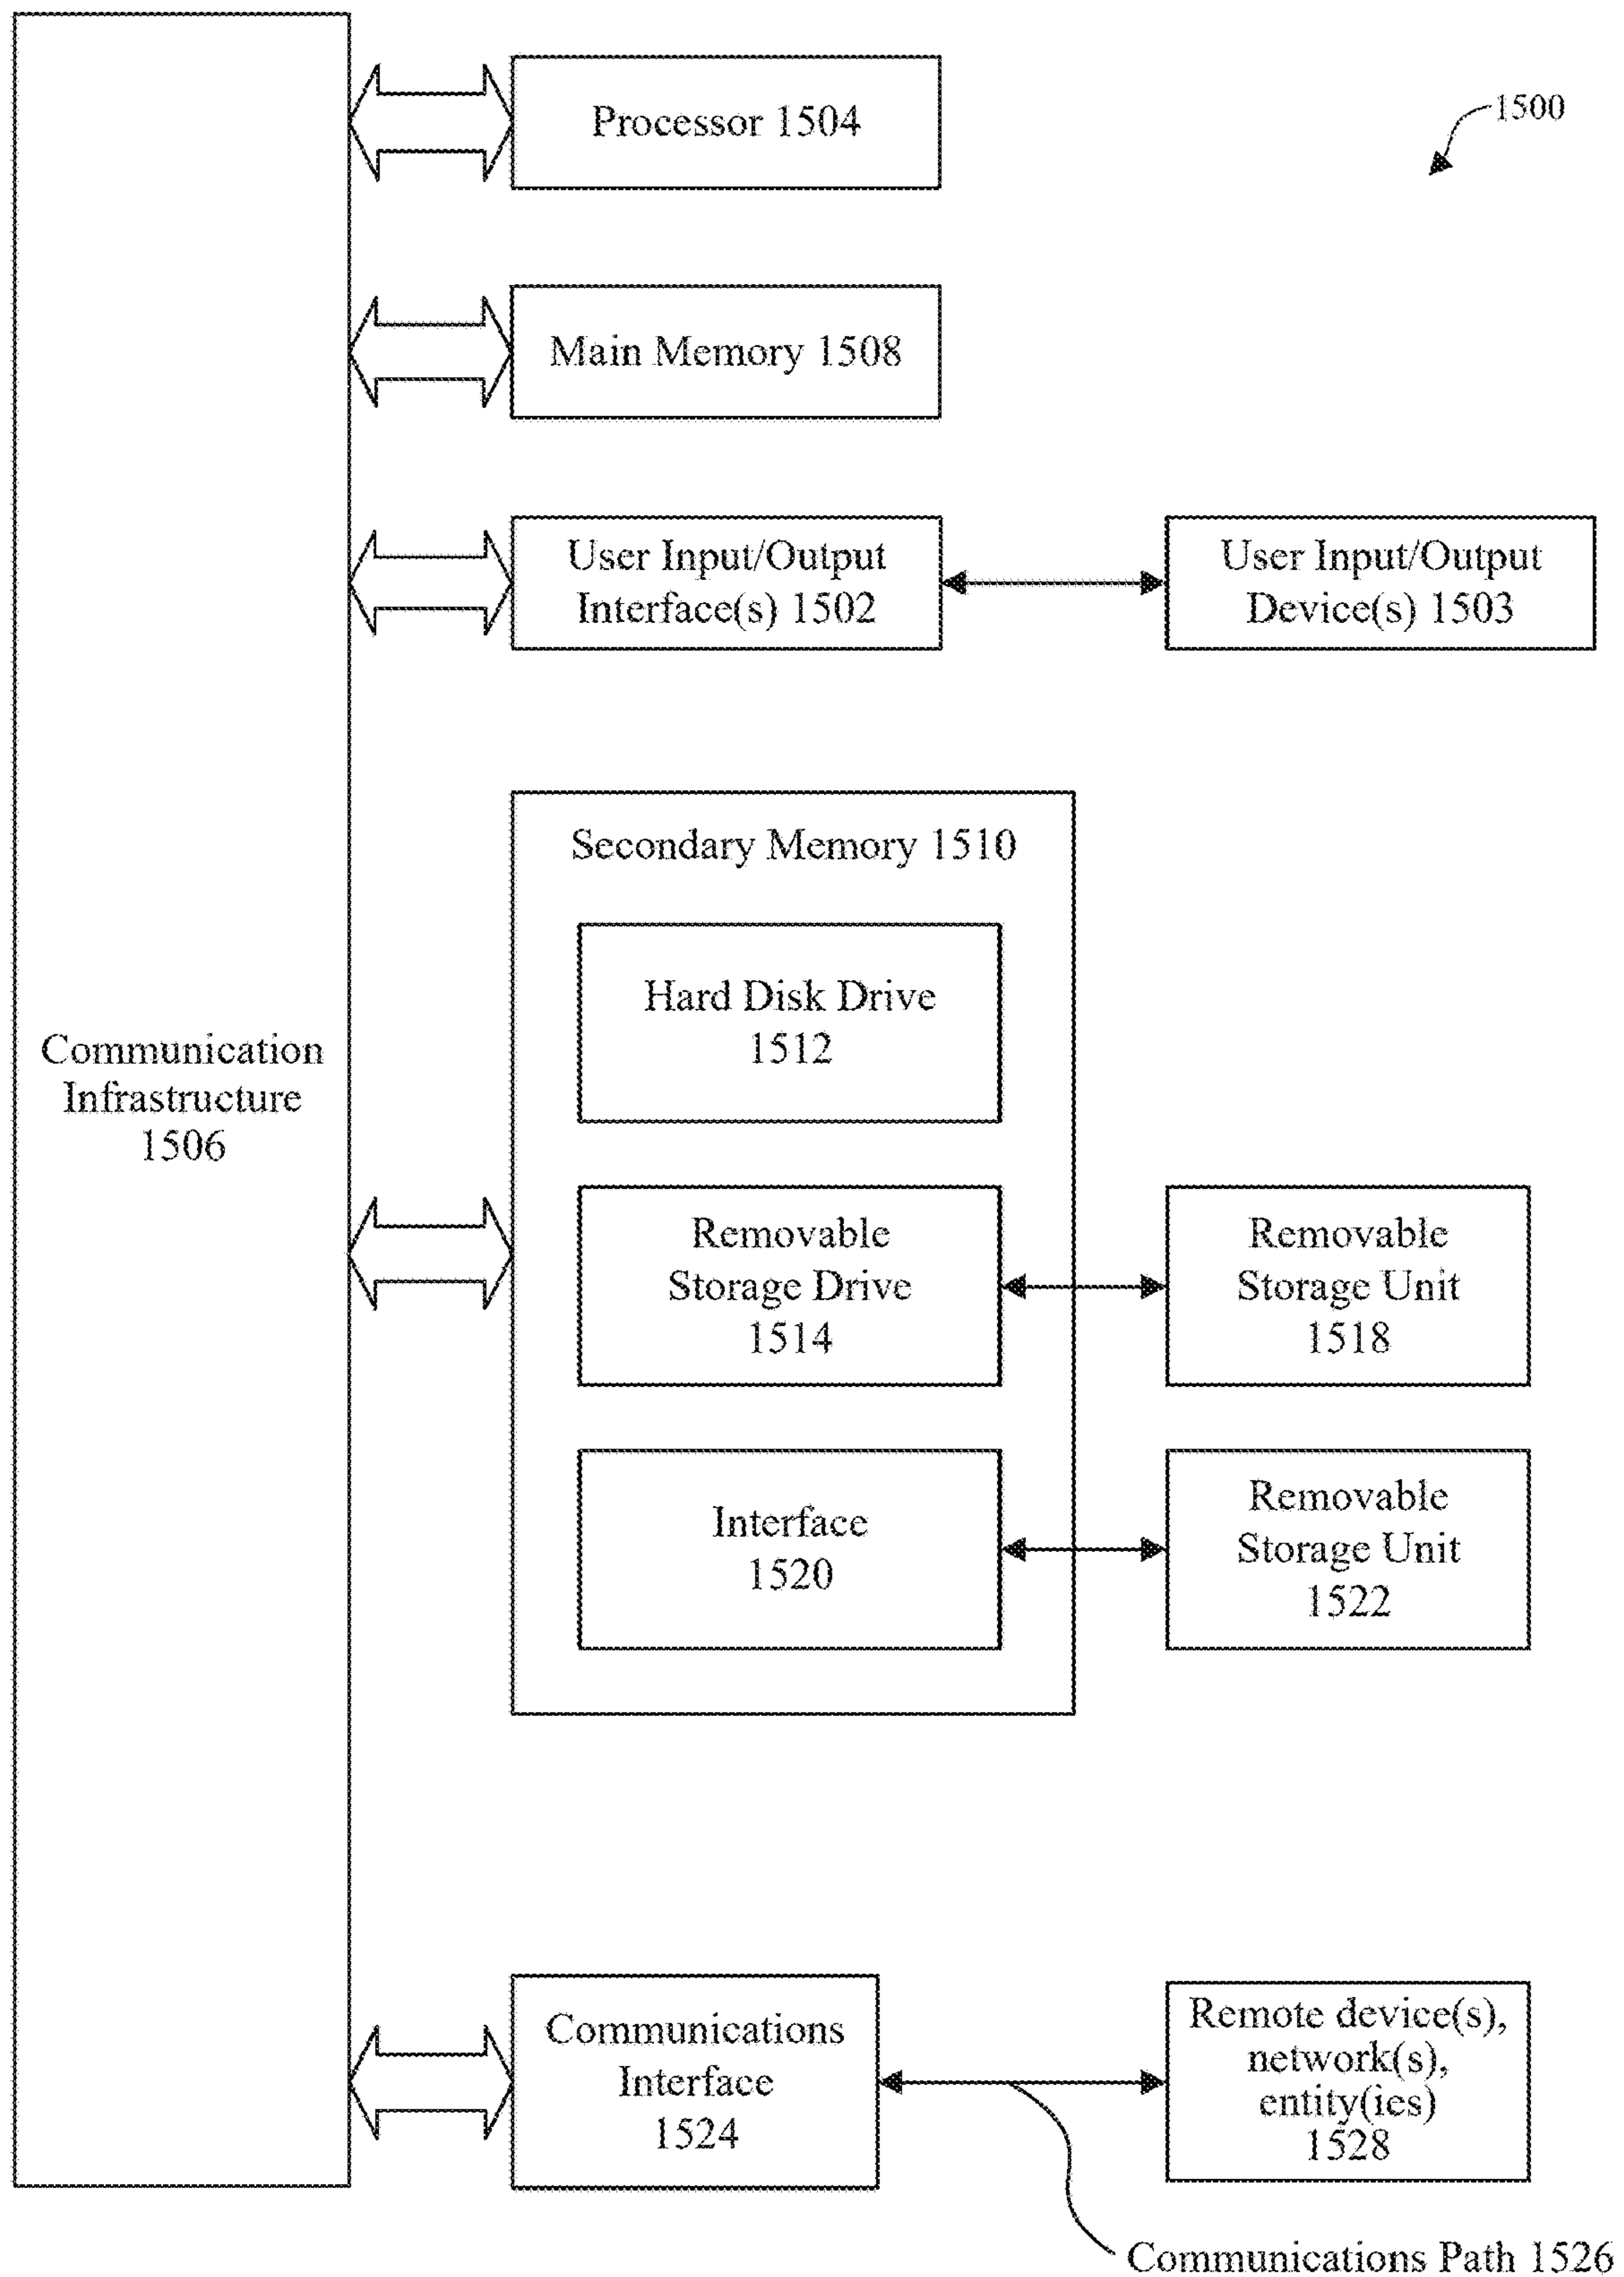 Processor 1504
1500
Main Memory 1508
User Input/Output
Interface(s) 1502
User Input/Output
Device(s) 1503
Secondary Memory 1510
Hard Disk Drive
1512
Communication
Infrastructure
1506
Removable
Storage Drive
1514
Removable
Storage Unit
1518
Interface
1520
Removable
Storage Unit
1522
Communications
Interface
1524
Remote device(s),
network(s),
entity(ies)
1528
Communications Path 1526